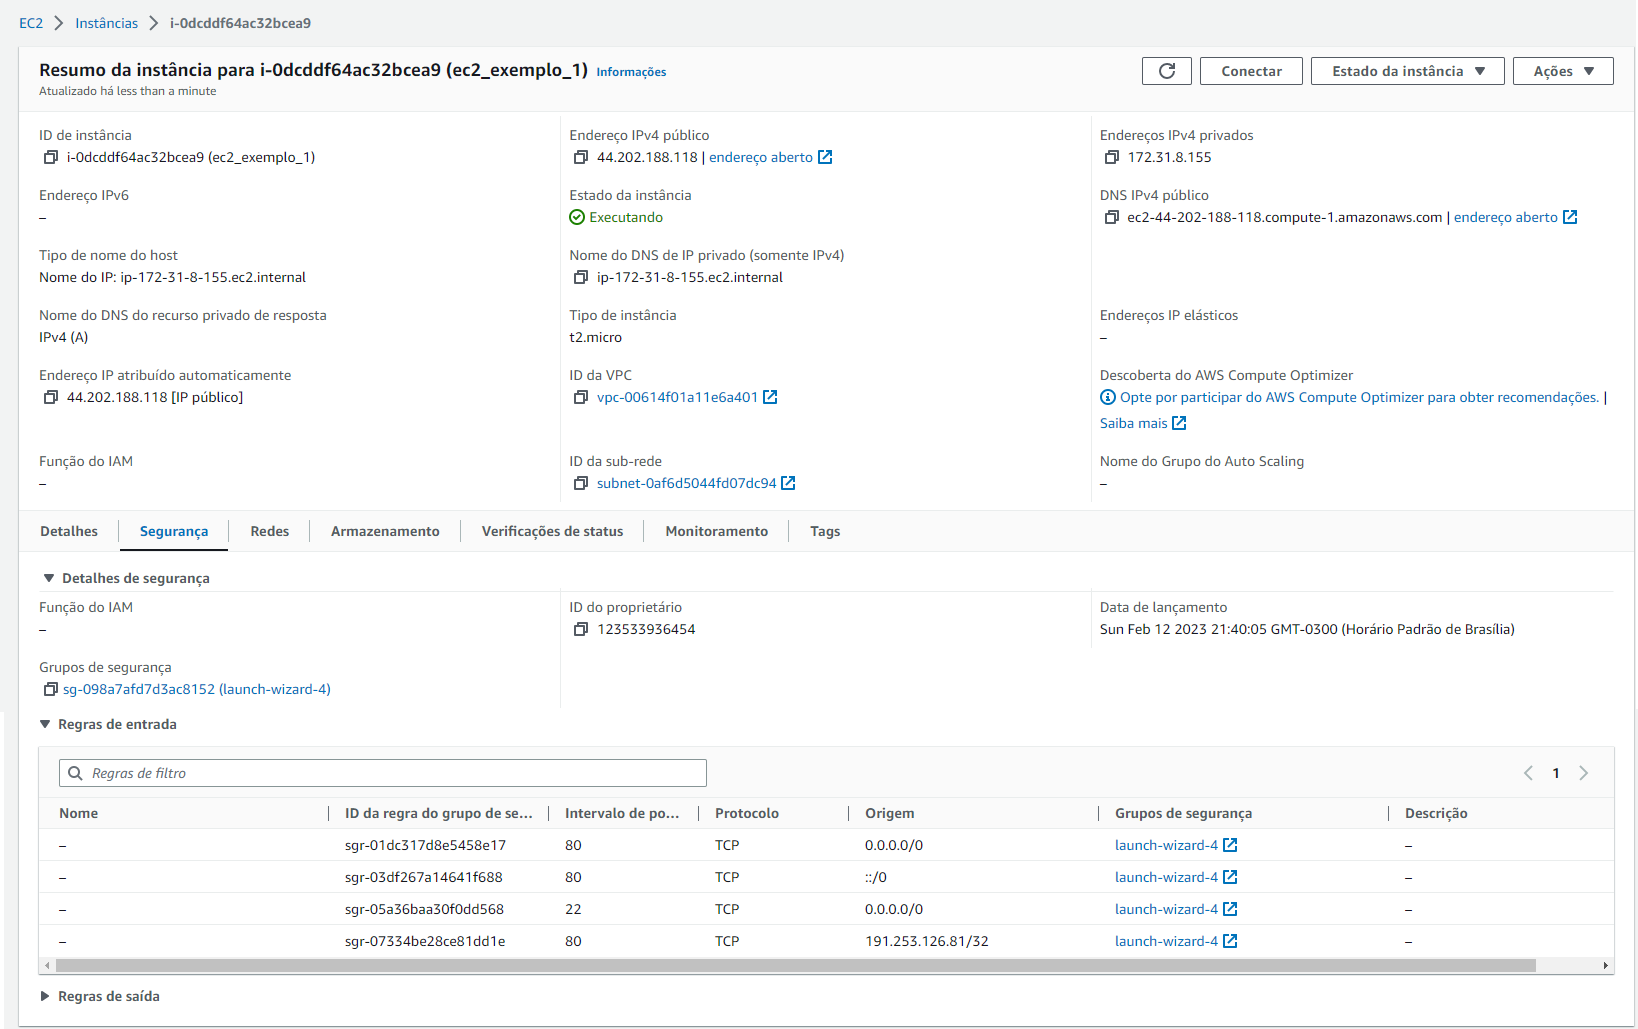 EC2 > Instâncias > i-0dcddf64ac32bcea9
Resumo da instância para i-0dcddf64ac32bcea9 (ec2_exemplo_1) Informações
Atualizado há less than a minute
Conectar
Estado da instância
Ações
ID de instância
i-0dcddf64ac32bcea9 (ec2_exemplo_1)
Endereço IPv4 público
44.202.188.118 | endereço aberto
Endereços IPv4 privados
172.31.8.155
Endereço IPv6
–
Estado da instância
Executando
DNS IPv4 público
ec2-44-202-188-118.compute-1.amazonaws.com | endereço aberto
Tipo de nome do host
Nome do IP: ip-172-31-8-155.ec2.internal
Nome do DNS de IP privado (somente IPv4)
ip-172-31-8-155.ec2.internal
Nome do DNS do recurso privado de resposta
IPv4 (A)
Tipo de instância
t2.micro
Endereços IP elásticos
–
Endereço IP atribuído automaticamente
44.202.188.118 [IP público]
ID da VPC
vpc-00614f01a11e6a401
Descoberta do AWS Compute Optimizer
Opte por participar do AWS Compute Optimizer para obter recomendações. |
Saiba mais
Função do IAM
–
ID da sub-rede
subnet-0af6d5044fd07dc94
Nome do Grupo do Auto Scaling
–
Detalhes Segurança Redes Armazenamento Verificações de status Monitoramento Tags
Detalhes de segurança
Função do IAM
–
ID do proprietário
123533936454
Data de lançamento
Sun Feb 12 2023 21:40:05 GMT-0300 (Horário Padrão de Brasília)
Grupos de segurança
sg-098a7afd7d3ac8152 (launch-wizard-4)
Regras de entrada
Regras de filtro
1
Nome ID da regra do grupo de se... Intervalo de po... Protocolo Origem Grupos de segurança Descrição
– sgr-01dc317d8e5458e17 80 TCP 0.0.0.0/0 launch-wizard-4 –
– sgr-03df267a14641f688 80 TCP ::/0 launch-wizard-4 –
– sgr-05a36baa30f0dd568 22 TCP 0.0.0.0/0 launch-wizard-4 –
– sgr-07334be28ce81dd1e 80 TCP 191.253.126.81/32 launch-wizard-4 –
Regras de saída